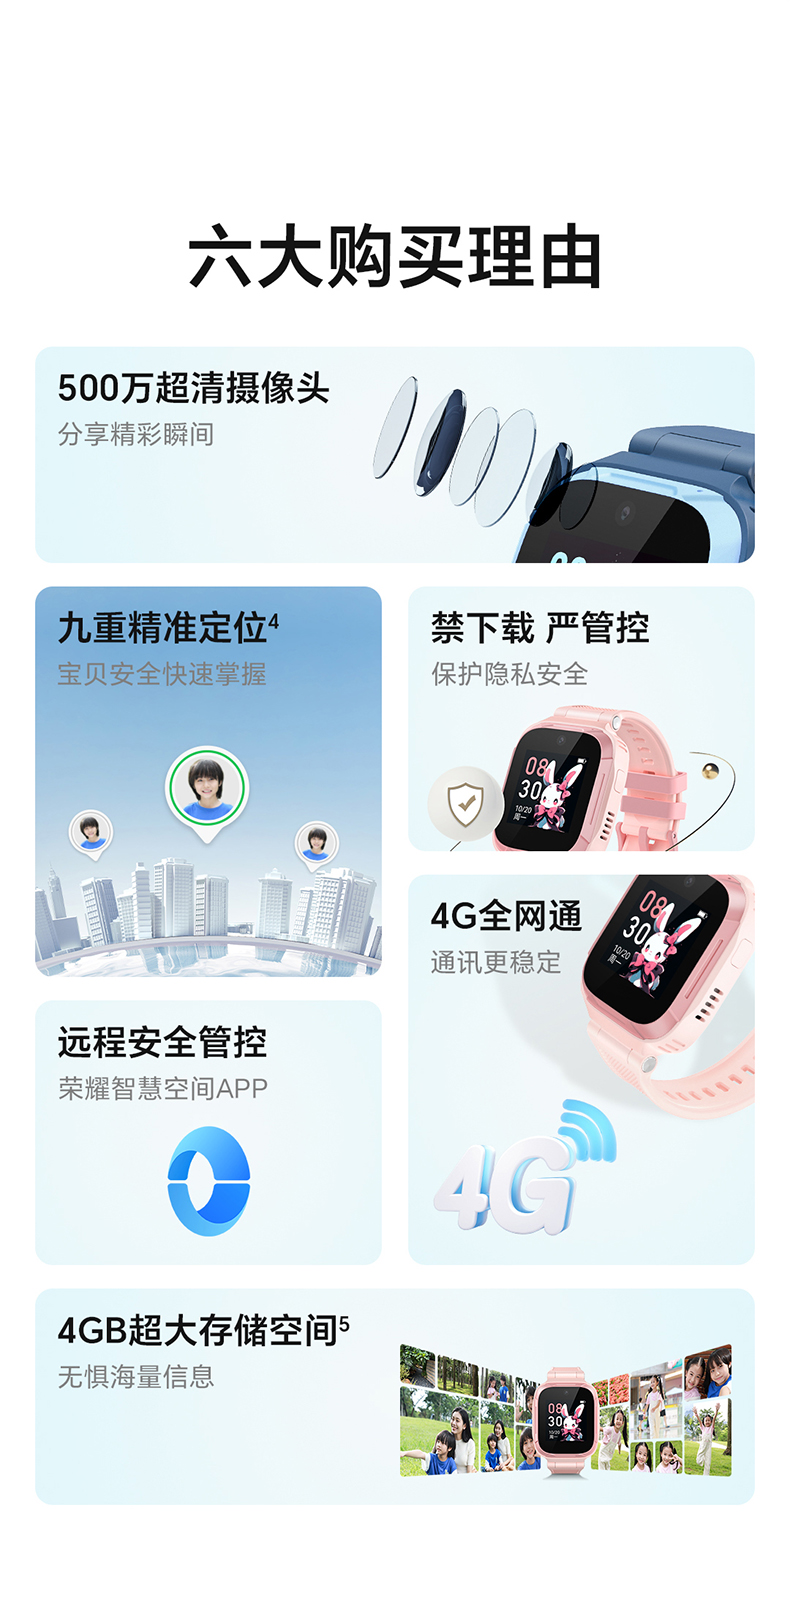 六大购买理由
500万超清摄像头
分享精彩瞬间
九重精准定位4
宝贝安全快速掌握
禁下载 严管控
保护隐私安全
08
30
10/20
周一
4G全网通
通讯更稳定
08
30
10/20
周一
远程安全管控
荣耀智慧空间APP
4G
4GB超大存储空间5
无惧海量信息
08
30
10/20
周一